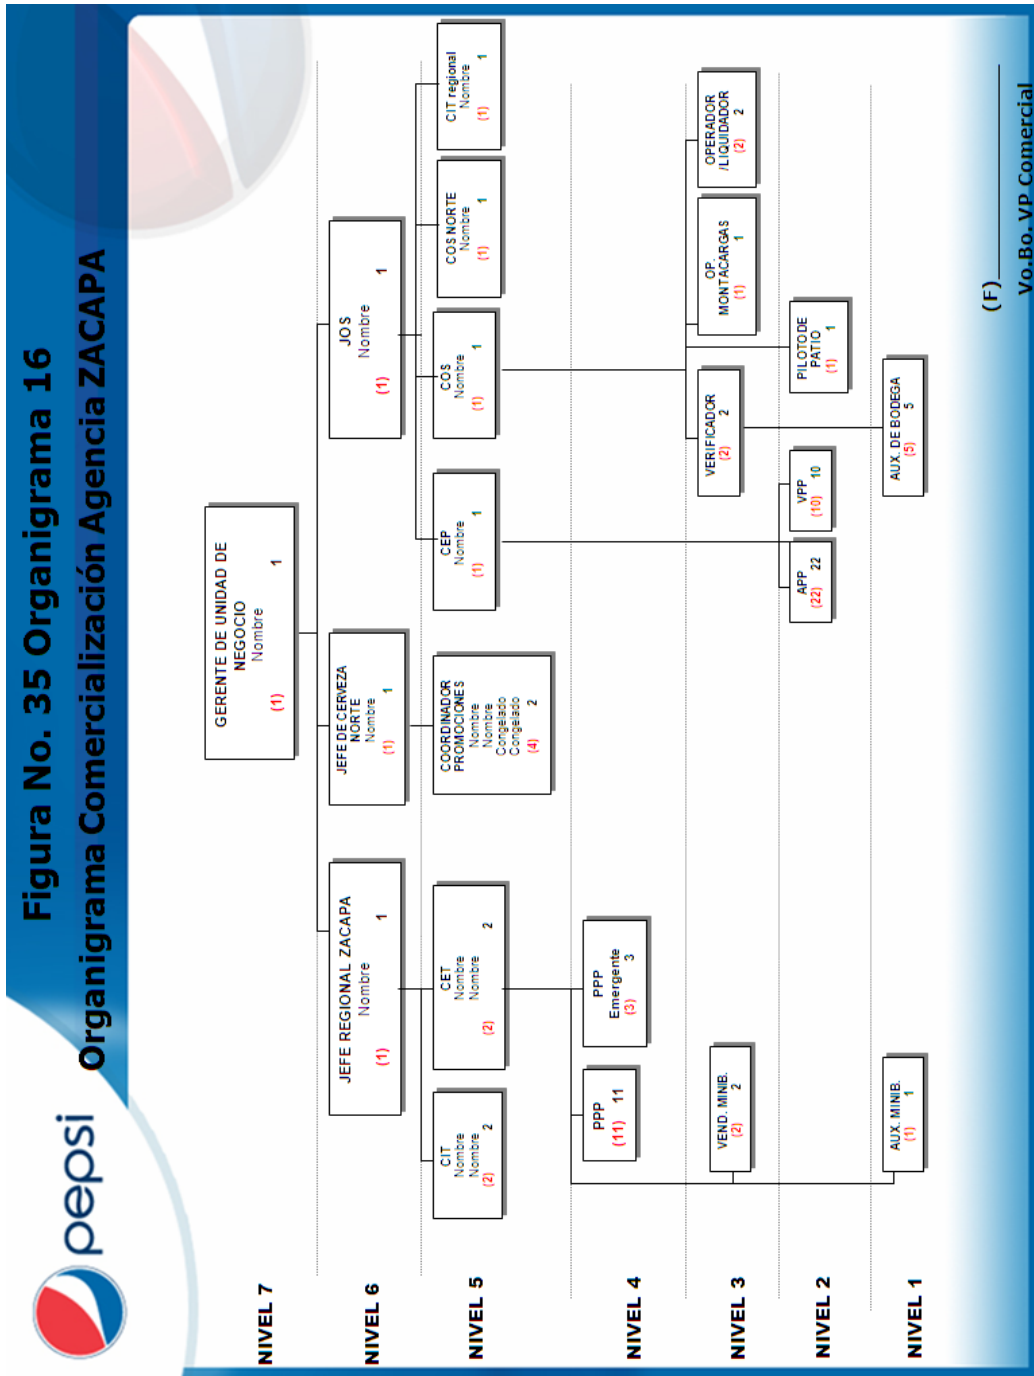 Figura No. 35 Organigrama 16
Organigrama Comercialización Agencia ZACAPA
pepsi
NIVEL 7
GERENTE DE UNIDAD DE
NEGOCIO
Nombre
(1) 1
NIVEL 6
JEFE REGIONAL ZACAPA
Nombre
(1) 1
JEFE DE CERVEZA
NORTE
Nombre
(1) 1
JOS
Nombre
(1) 1
NIVEL 5
CIT
Nombre
Nombre 2
(2)
CET
Nombre
Nombre
(2) 2
COORDINADOR
PROMOCIONES
Nombre
Nombre
Congelado
Congelado
(4) 2
CEP
Nombre
(1) 1
COS
Nombre
(1) 1
COS NORTE
Nombre
(1) 1
CIT regional
Nombre
(1) 1
NIVEL 4
PPP
(11) 11
PPP
Emergente
(3) 3
NIVEL 3
VEND. MINIB.
(2) 2
VERIFICADOR
(2) 2
OP.
MONTACARGAS
(1) 1
OPERADOR
/LIQUIDADOR
(2) 2
NIVEL 2
APP
(22) 22
VPP
(10) 10
PILOTO DE
PATIO
(1) 1
NIVEL 1
AUX. MINIB.
(1) 1
AUX. DE BODEGA
(5) 5
(F)
Vo.Bo. VP Comercial